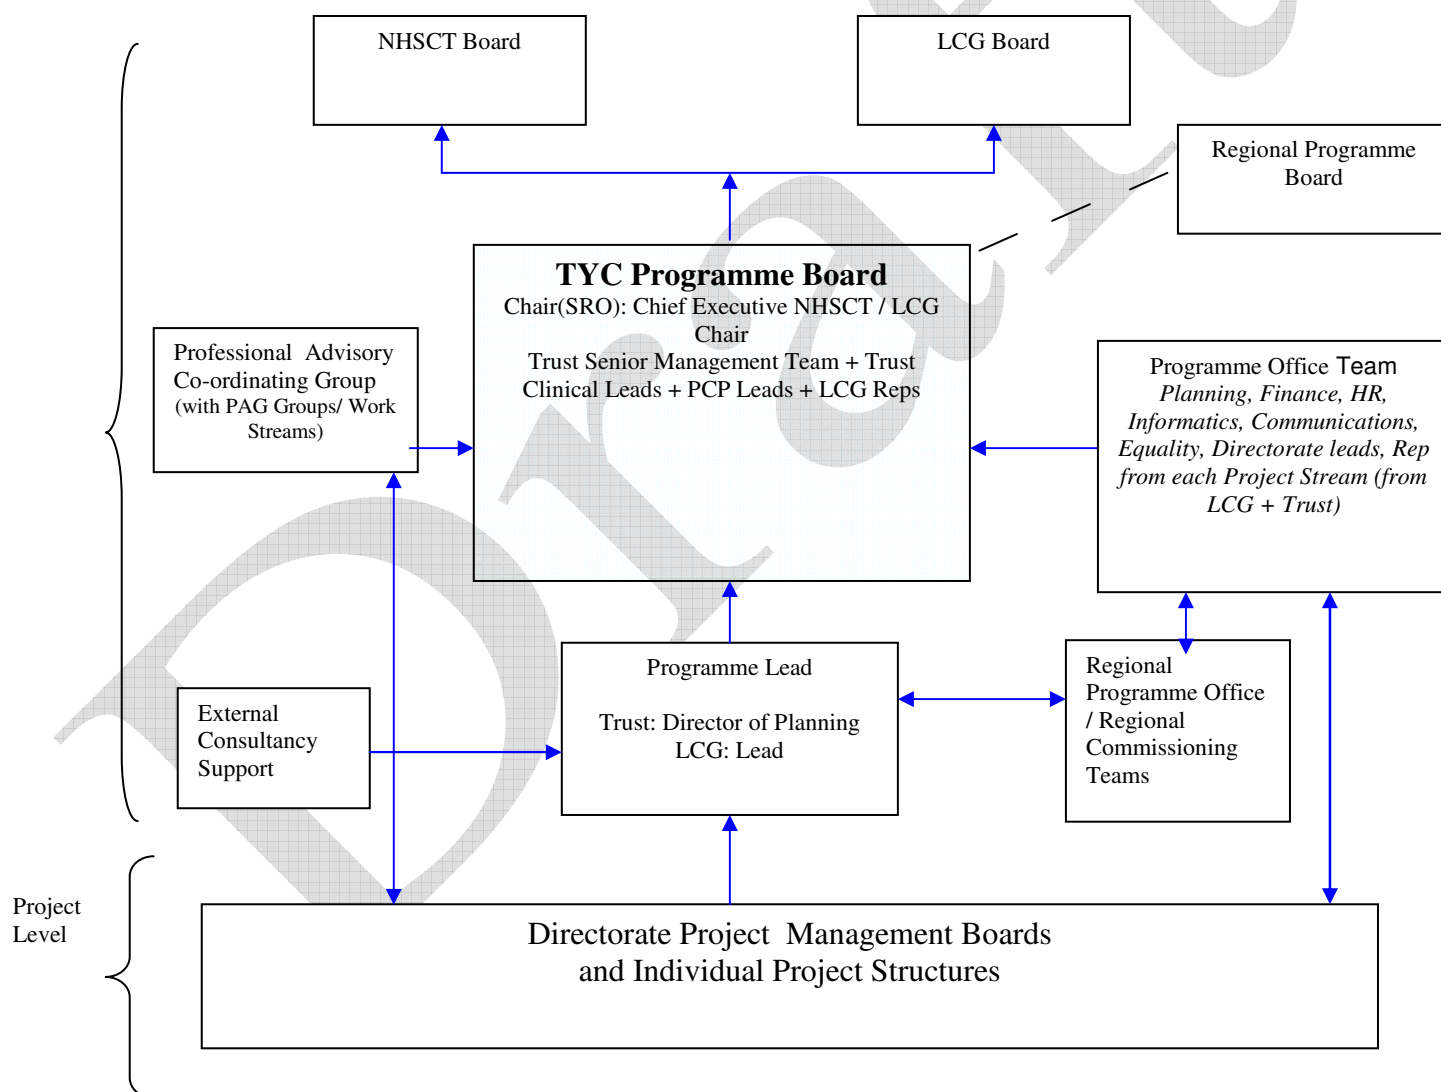 NHSCT Board
LCG Board
Regional Programme
Board
TYC Programme Board
Chair(SRO): Chief Executive NHSCT / LCG
Chair
Trust Senior Management Team + Trust
Clinical Leads + PCP Leads + LCG Reps
Professional Advisory
Co-ordinating Group
(with PAG Groups/ Work
Streams)
Programme Office Team
Planning, Finance, HR,
Informatics, Communications,
Equality, Directorate leads, Rep
from each Project Stream (from
LCG + Trust)
Programme Lead
Trust: Director of Planning
LCG: Lead
Regional
Programme Office
/ Regional
Commissioning
Teams
External
Consultancy
Support
Project
Level
Directorate Project Management Boards
and Individual Project Structures
Draft